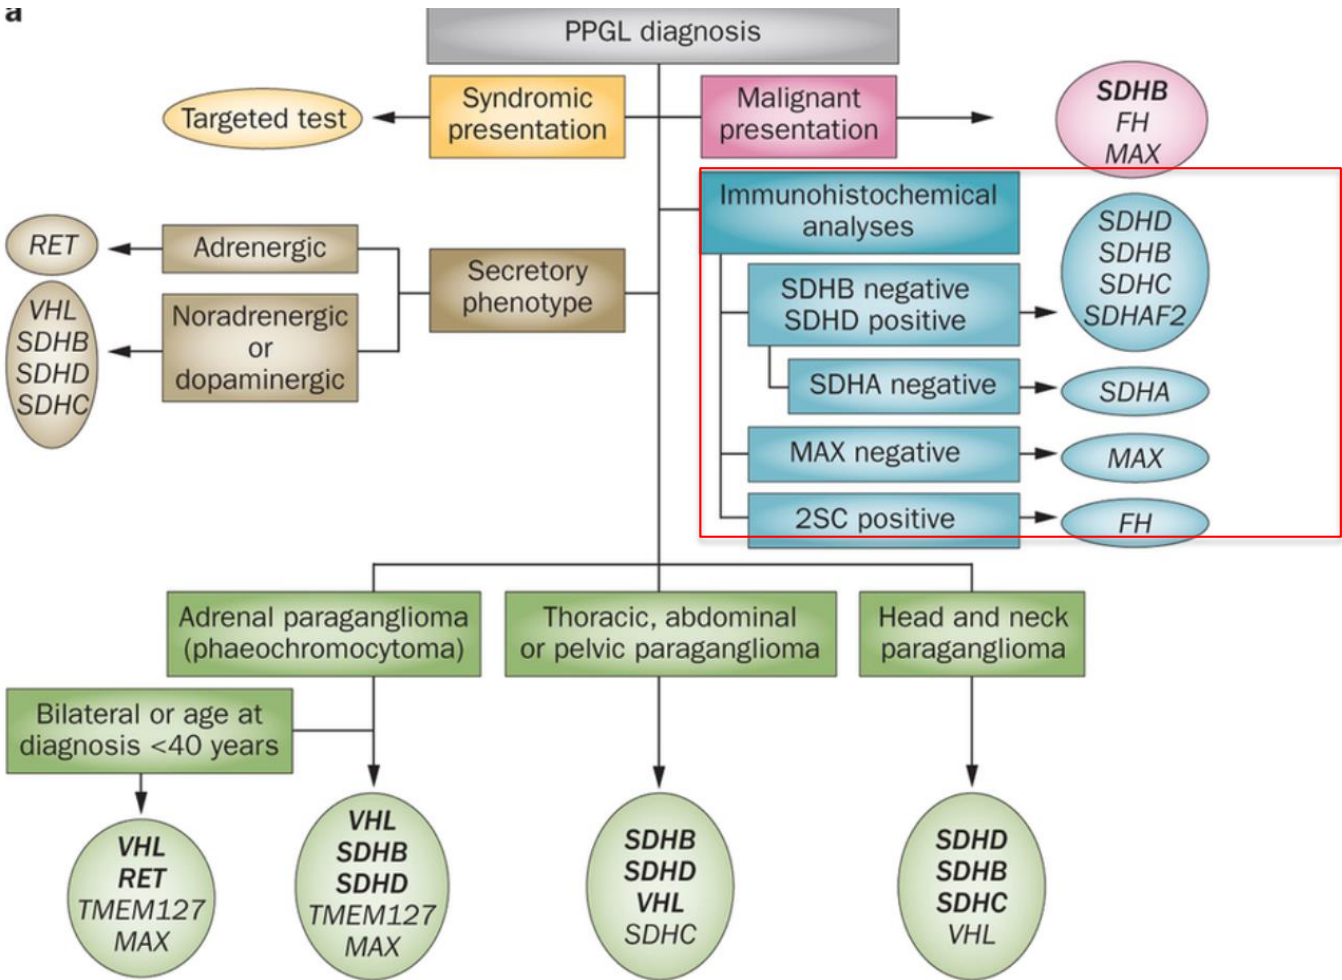 a
PPGL diagnosis
Syndromic
presentation
Targeted test
Malignant
presentation
SDHB
FH
MAX
Immunohistochemical
analyses
SDHB negative
SDHD positive
SDHD
SDHB
SDHC
SDHAF2
SDHA negative
SDHA
MAX negative
MAX
2SC positive
FH
Secretory
phenotype
Adrenergic
RET
Noradrenergic
or
dopaminergic
VHL
SDHB
SDHD
SDHC
Adrenal paraganglioma
(phaeochromocytoma)
Thoracic, abdominal
or pelvic paraganglioma
Head and neck
paraganglioma
Bilateral or age at
diagnosis <40 years
VHL
RET
TMEM127
MAX
VHL
SDHB
SDHD
TMEM127
MAX
SDHB
SDHD
VHL
SDHC
SDHD
SDHB
SDHC
VHL